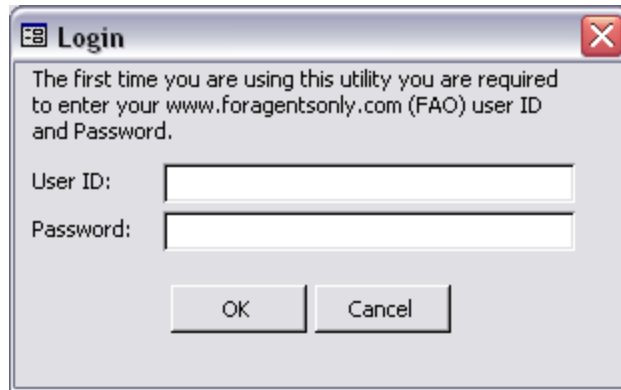 Login
The first time you are using this utility you are required
to enter your www.foragentsonly.com (FAO) user ID
and Password.
User ID:
Password:
OK Cancel